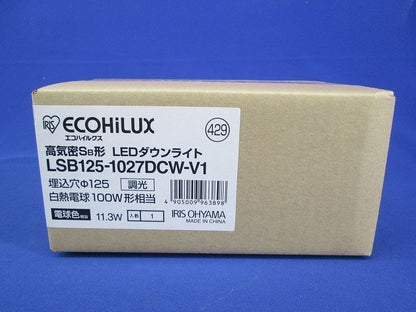 IRIS ECOHiLUX
エコハイルクス
429
高気密SB形 LEDダウンライト
LSB125-1027DCW-V1
埋込穴Φ125 調光
白熱電球100W形相当
電球色相当 11.3W 入数 1
4 905009 963898
IRIS OHYAMA
MADE IN CHINA